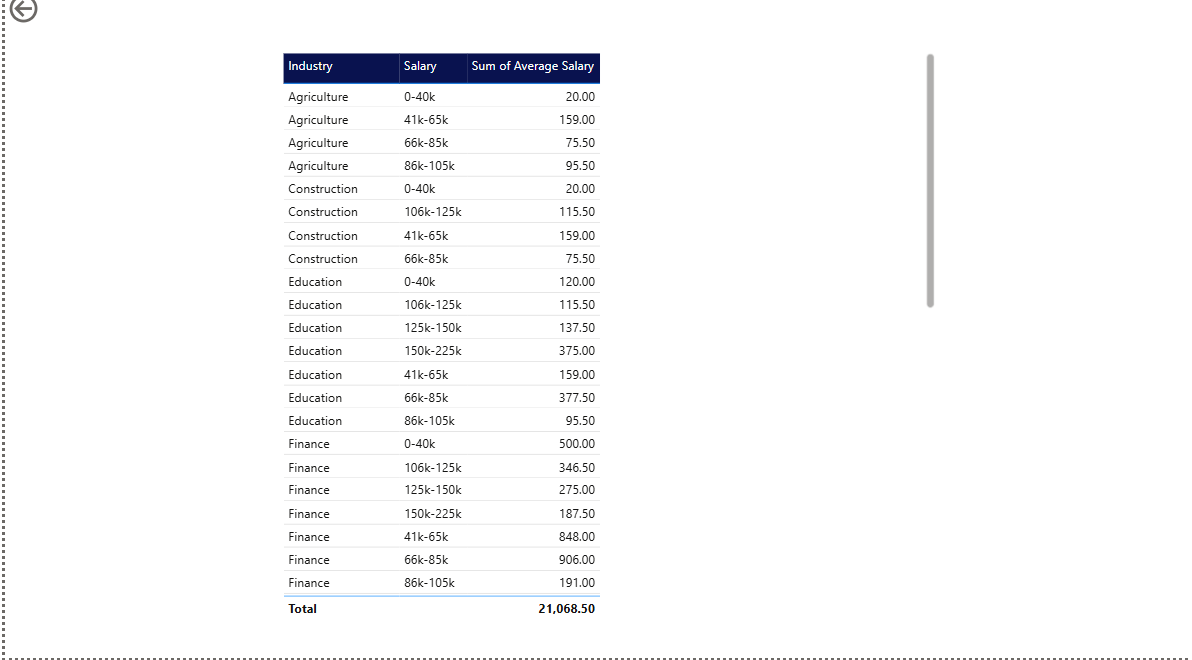 Industry Salary Sum of Average Salary
Agriculture 0-40k 20.00
Agriculture 41k-65k 159.00
Agriculture 66k-85k 75.50
Agriculture 86k-105k 95.50
Construction 0-40k 20.00
Construction 106k-125k 115.50
Construction 41k-65k 159.00
Construction 66k-85k 75.50
Education 0-40k 120.00
Education 106k-125k 115.50
Education 125k-150k 137.50
Education 150k-225k 375.00
Education 41k-65k 159.00
Education 66k-85k 377.50
Education 86k-105k 95.50
Finance 0-40k 500.00
Finance 106k-125k 346.50
Finance 125k-150k 275.00
Finance 150k-225k 187.50
Finance 41k-65k 848.00
Finance 66k-85k 906.00
Finance 86k-105k 191.00
Total 21,068.50